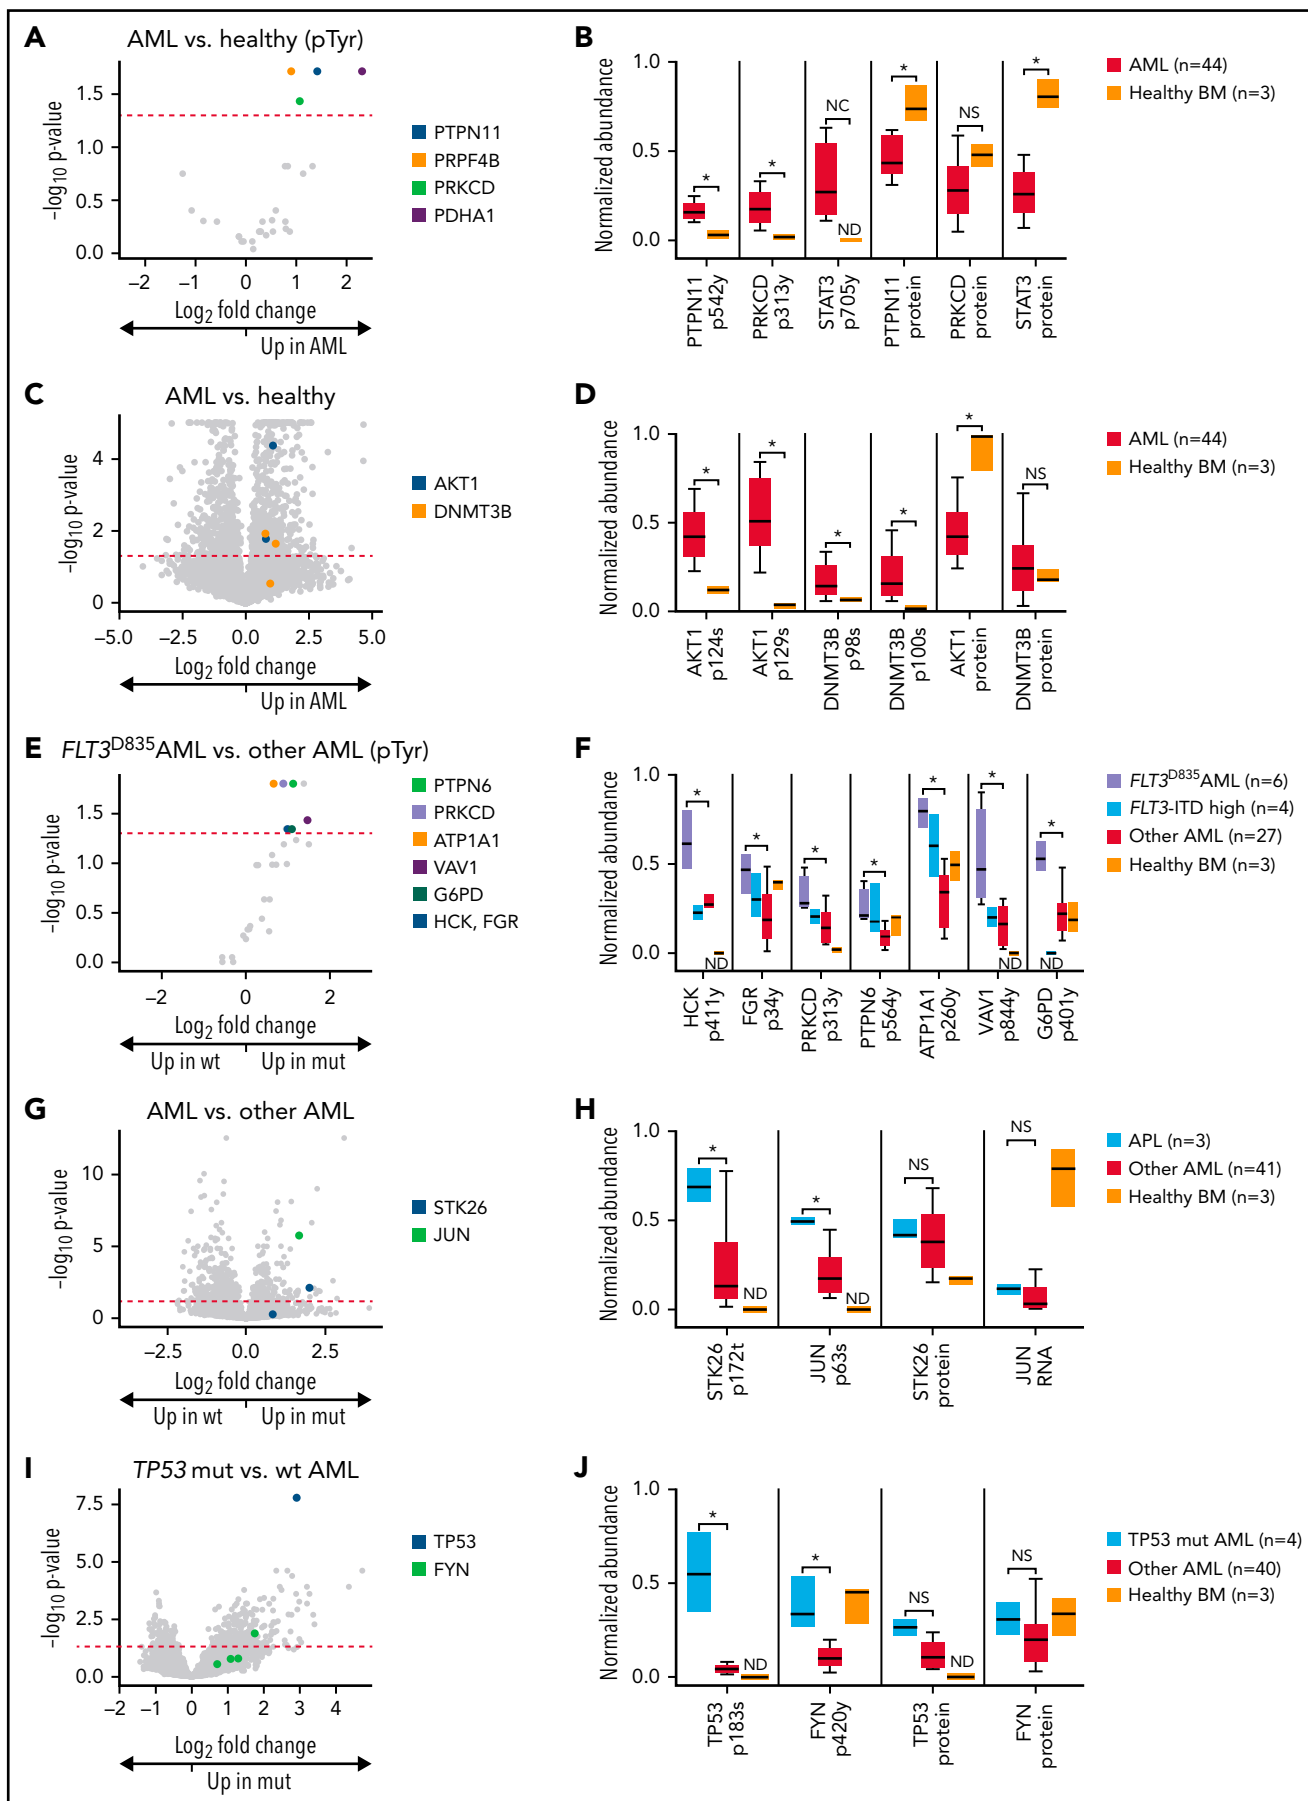 A
AML vs. healthy (pTyr)
–log10 p-value
1.5
1.0
0.5
0.0
–2 –1 0 1 2
Log2 fold change
Up in AML
PTPN11
PRPF4B
PRKCD
PDHA1
B
Normalized abundance
1.0
0.5
0.0
* * NC ND * NS *
PTPN11 p542y
PRKCD p313y
STAT3 p705y
PTPN11 protein
PRKCD protein
STAT3 protein
AML (n=44)
Healthy BM (n=3)
C
AML vs. healthy
–log10 p-value
4
2
0
–5.0 –2.5 0.0 2.5 5.0
Log2 fold change
Up in AML
AKT1
DNMT3B
D
Normalized abundance
1.0
0.5
0.0
* * * * * NS
AKT1 p124s
AKT1 p129s
DNMT3B p98s
DNMT3B p100s
AKT1 protein
DNMT3B protein
AML (n=44)
Healthy BM (n=3)
E
FLT3D835AML vs. other AML (pTyr)
–log10 p-value
1.5
1.0
0.5
0.0
–2 0 2
Log2 fold change
Up in wt Up in mut
PTPN6
PRKCD
ATP1A1
VAV1
G6PD
HCK, FGR
F
Normalized abundance
1.0
0.5
0.0
* * * * * * *
ND ND ND
HCK p411y
FGR p34y
PRKCD p313y
PTPN6 p564y
ATP1A1 p260y
VAV1 p844y
G6PD p401y
FLT3D835AML (n=6)
FLT3-ITD high (n=4)
Other AML (n=27)
Healthy BM (n=3)
G
AML vs. other AML
–log10 p-value
10
5
0
–2.5 0.0 2.5
Log2 fold change
Up in wt Up in mut
STK26
JUN
H
Normalized abundance
1.0
0.5
0.0
* ND * ND NS NS
STK26 p172t
JUN p63s
STK26 protein
JUN RNA
APL (n=3)
Other AML (n=41)
Healthy BM (n=3)
I
TP53 mut vs. wt AML
–log10 p-value
7.5
5.0
2.5
0.0
–2 –1 0 1 2 4
Log2 fold change
Up in mut
TP53
FYN
J
Normalized abundance
1.0
0.5
0.0
* ND * NS ND NS
TP53 p183s
FYN p420y
TP53 protein
FYN protein
TP53 mut AML (n=4)
Other AML (n=40)
Healthy BM (n=3)